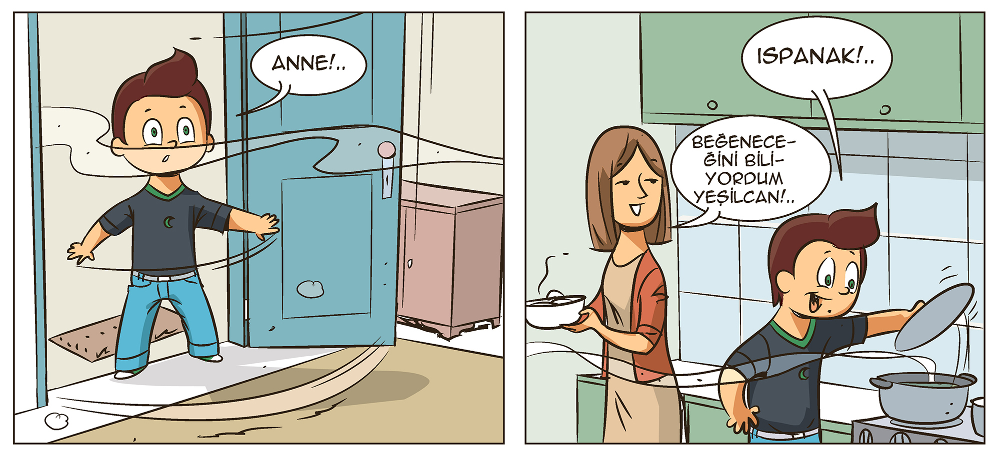 ANNE!..
ISPANAK!..
BEĞENECE-
ĞİNİ BİLİ-
YORDUM
YEŞİLCAN!..